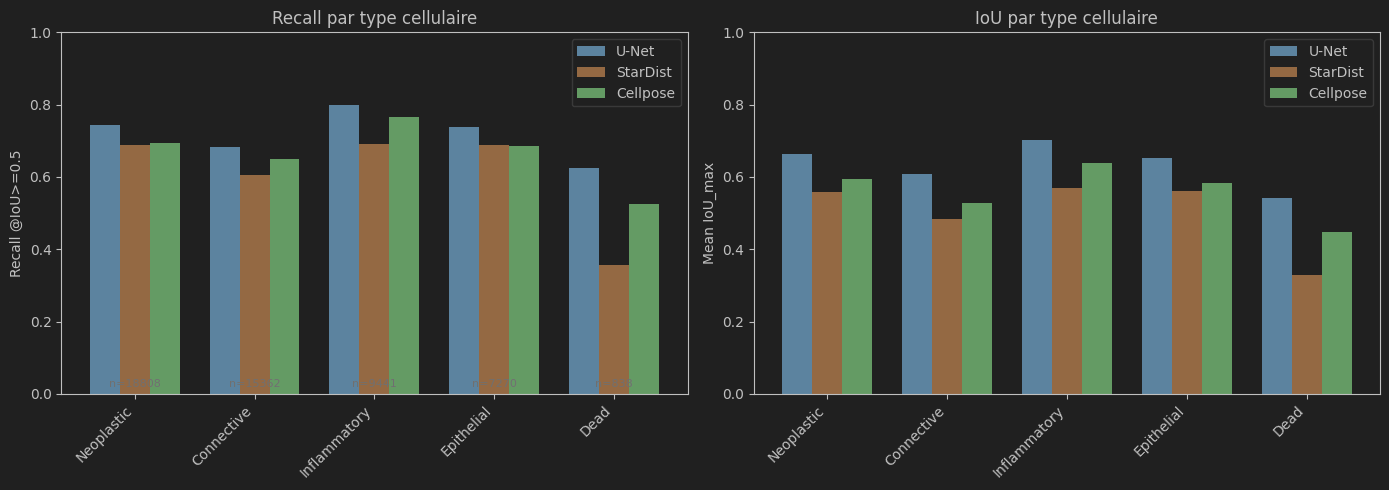 Recall par type cellulaire
Recall @IoU>=0.5
1.0
0.8
0.6
0.4
0.2
0.0
U-Net
StarDist
Cellpose
Neoplastic
Connective
Inflammatory
Epithelial
Dead
IoU par type cellulaire
Mean IoU_max
1.0
0.8
0.6
0.4
0.2
0.0
U-Net
StarDist
Cellpose
Neoplastic
Connective
Inflammatory
Epithelial
Dead